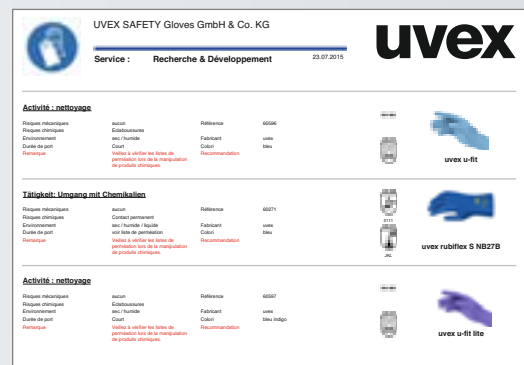 UVEX SAFETY Gloves GmbH & Co. KG
uvex
Service : Recherche & Développement 23.07.2015
Activité : nettoyage
Risques mécaniques aucun Référence 60596
Risques chimiques Eclaboussures
Environnement sec / humide Fabricant uvex
Durée de port Court Colori bleu
Remarque Veillez à vérifier les listes de Recommandation
perméation lors de la manipulation
de produits chimiques.
uvex u-fit
Tätigkeit: Umgang mit Chemikalien
Risques mécaniques aucun Référence 60271
Risques chimiques Contact permanent
Environnement sec / humide / liquide Fabricant uvex
Durée de port voir liste de perméation Colori bleu
Remarque Veillez à vérifier les listes de Recommandation
perméation lors de la manipulation
de produits chimiques.
JKL
uvex rubiflex S NB27B
Activité : nettoyage
Risques mécaniques aucun Référence 60597
Risques chimiques Eclaboussures
Environnement sec / humide Fabricant uvex
Durée de port Court Colori bleu indigo
Remarque Veillez à vérifier les listes de Recommandation
perméation lors de la manipulation
de produits chimiques.
uvex u-fit lite